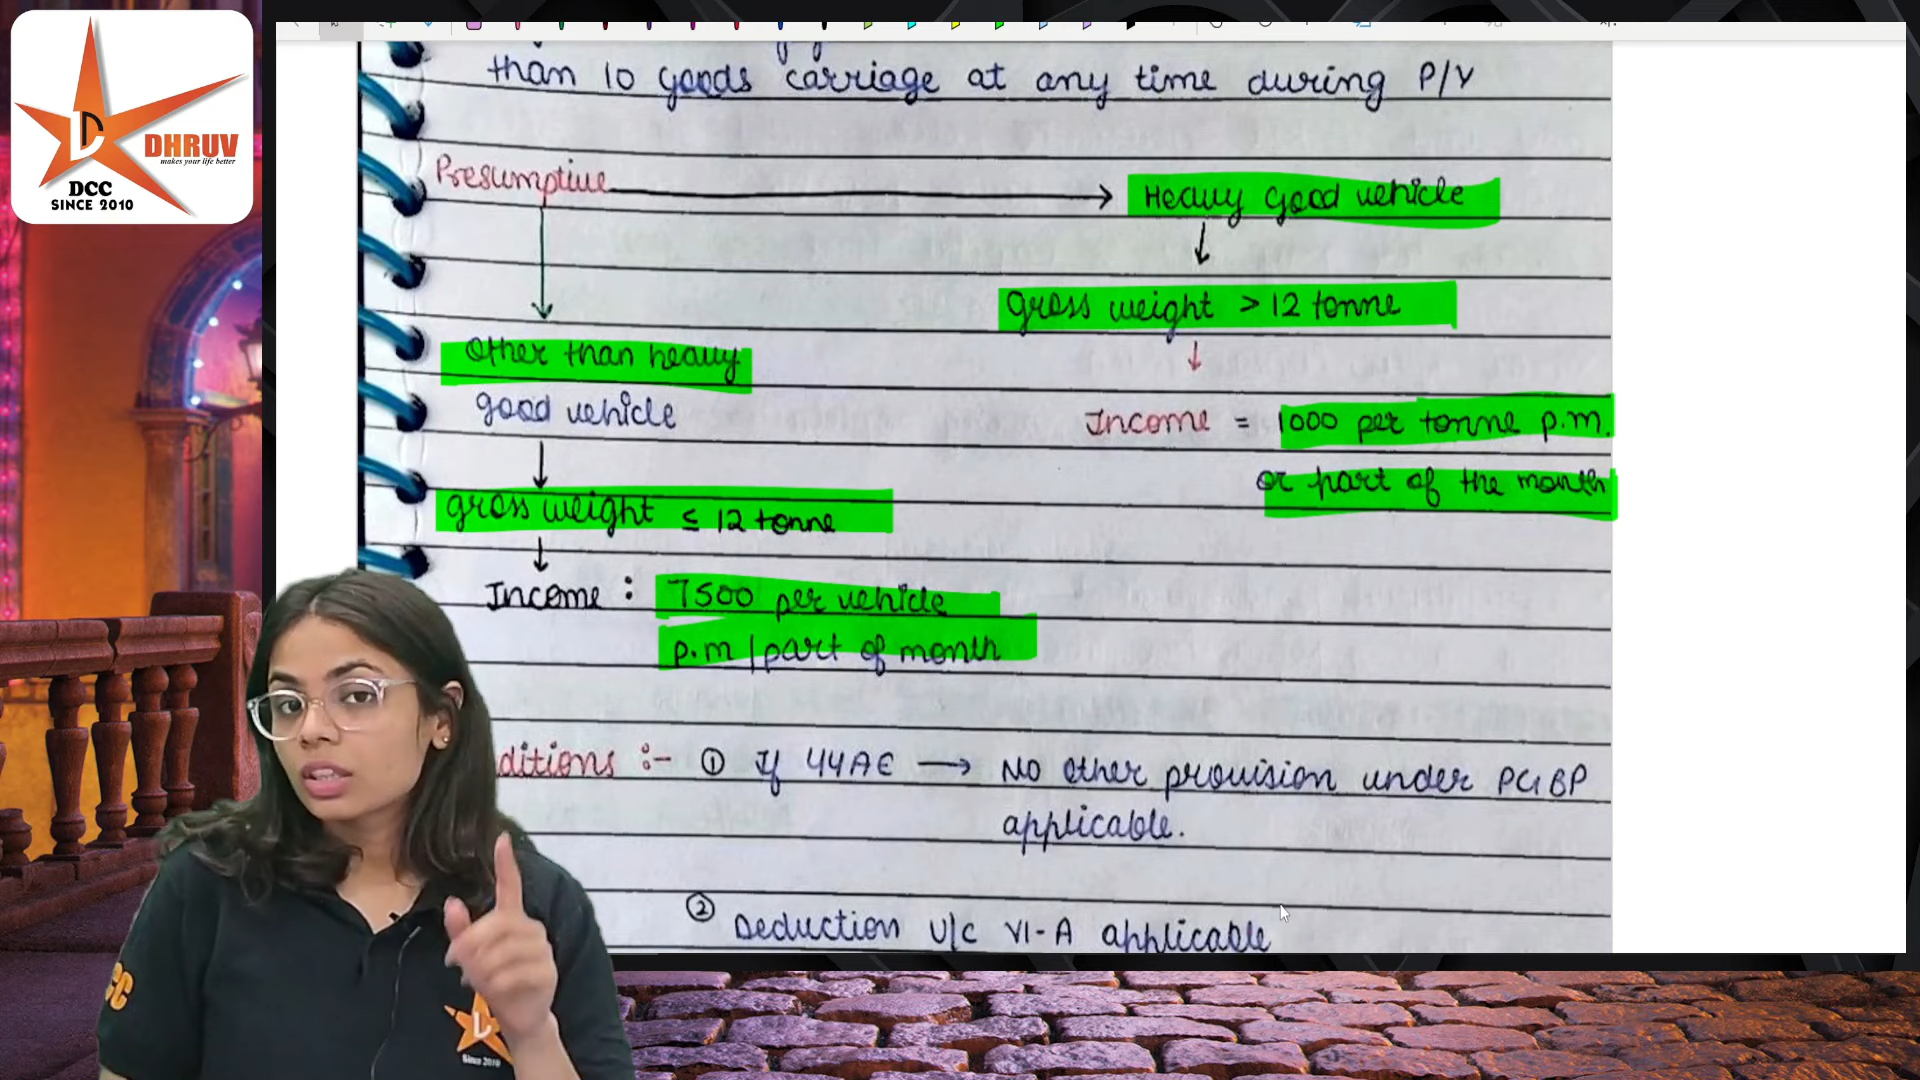 DHRUV
makes your life better
DCC
SINCE 2010
than 10 goods carriage at any time during P/Y
Presumptive
Heavy good vehicle
gross weight > 12 tonne
Other than heavy
good vehicle
Income = 1000 per tonne p.m.
or part of the month
gross weight ≤ 12 tonne
Income : 7500 per vehicle
p.m | part of month
ditions :- ① If 44AE → No other provision under PGBP
applicable.
② Deduction u/c VI-A applicable
Since 2010